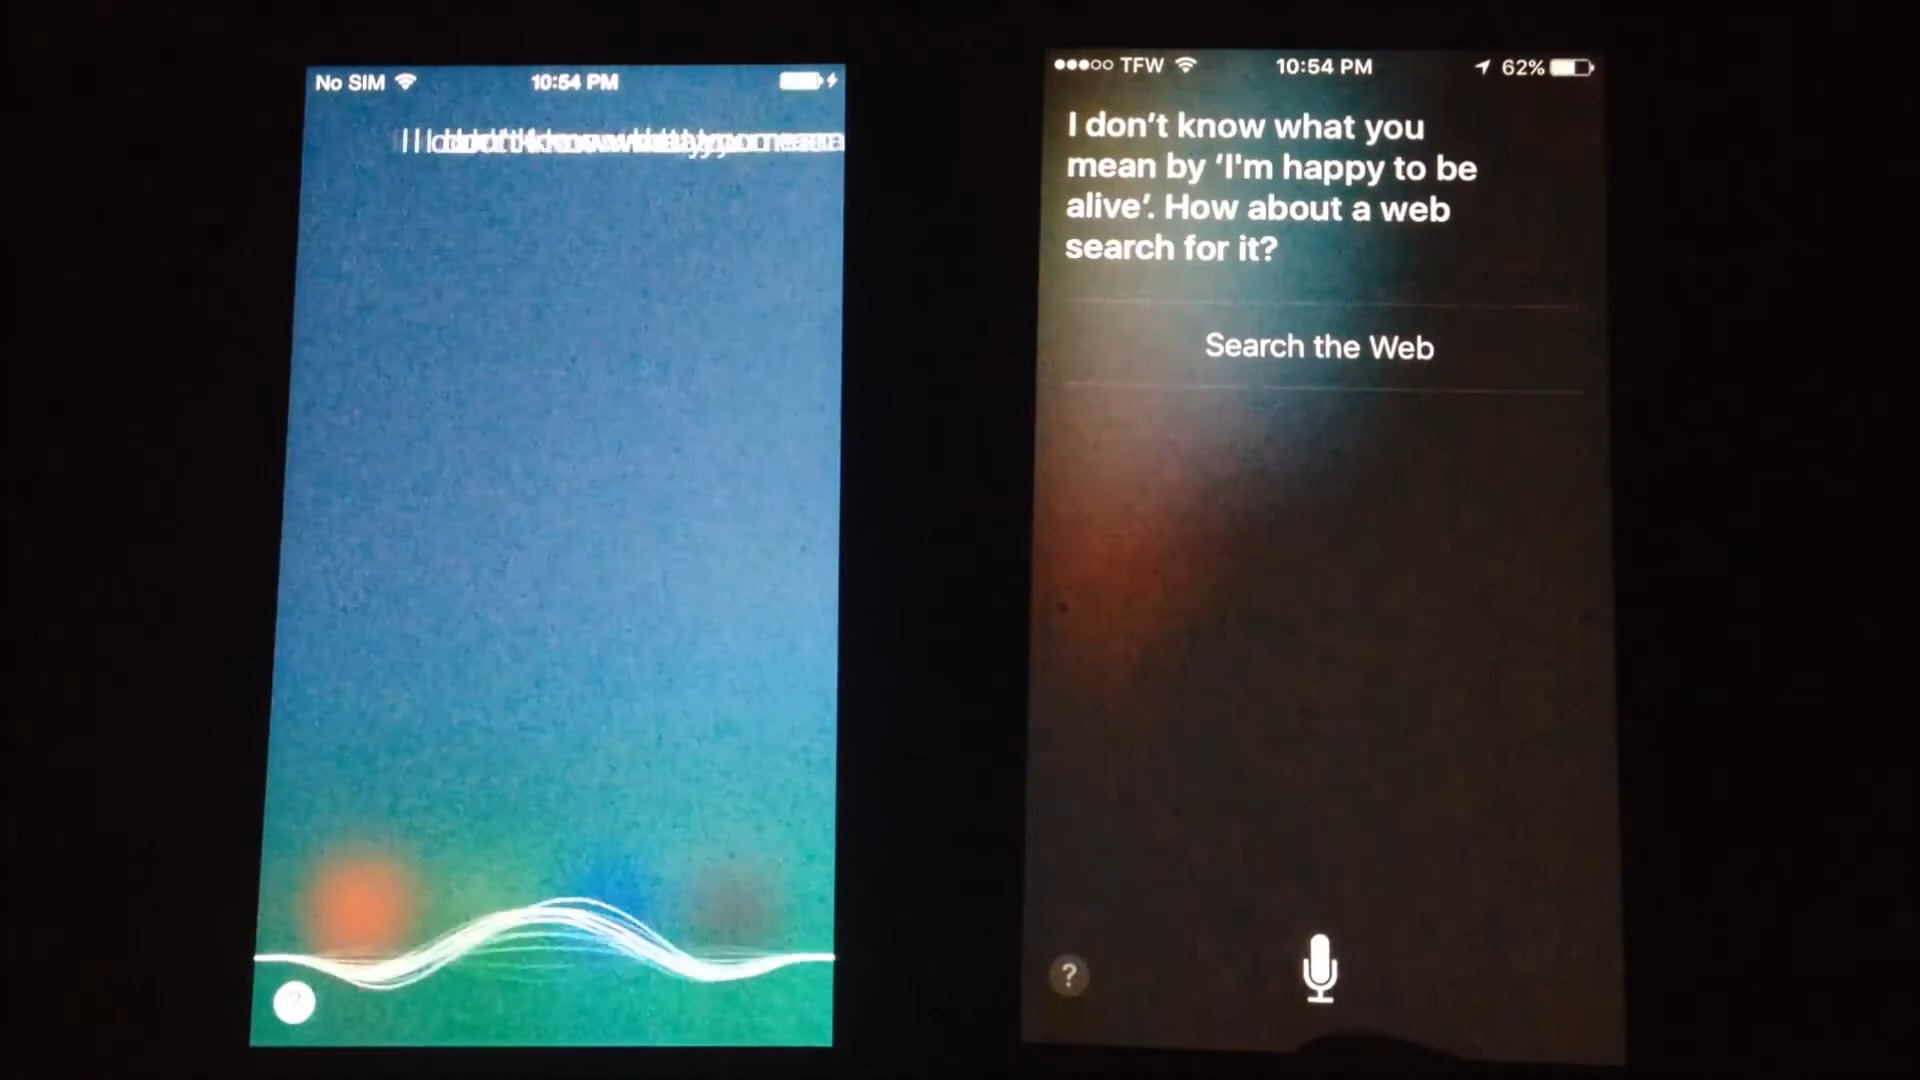 No SIM 10:54 PM
TFW 10:54 PM 62%
I don’t know what you
mean by ‘I'm happy to be
alive’. How about a web
search for it?
Search the Web
?
?